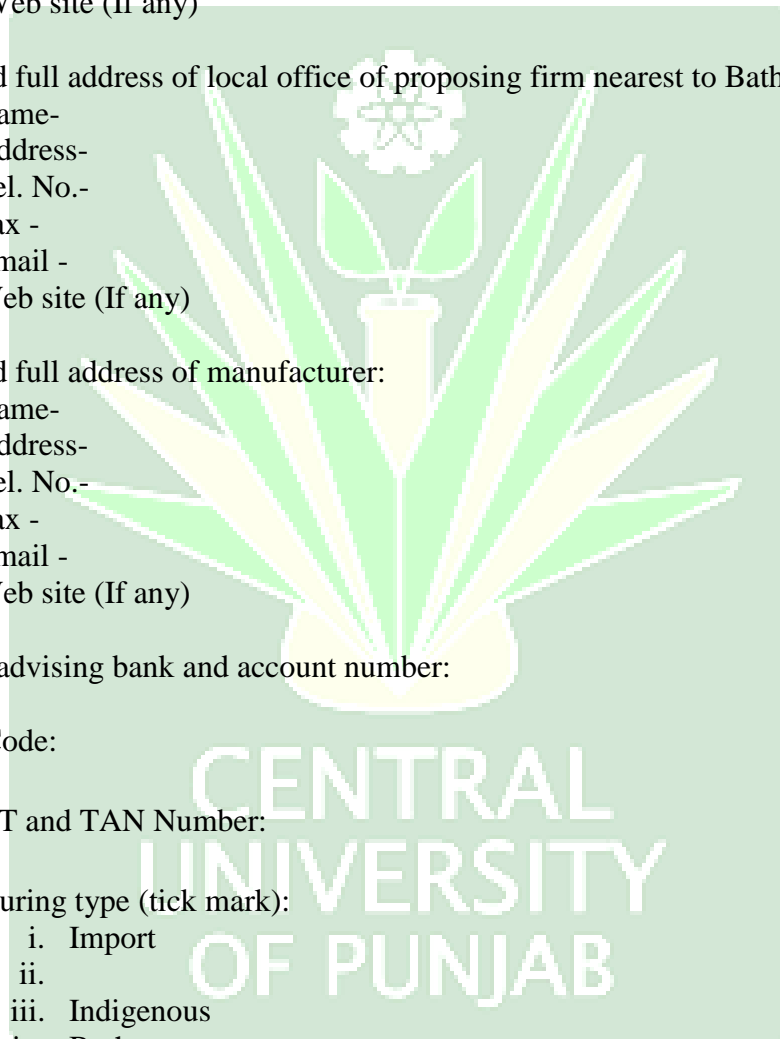 Web site (If any)
full address of local office of proposing firm nearest to
ame-
ddress-
el. No.-
ax -
mail -
Web site (If any)
full address of manufacturer:
ame-
ddress-
el. No.-
ax -
mail -
Web site (If any)
advising bank and account number:
Code:
T and TAN Number:
uring type (tick mark):
i. Import
ii.
iii. Indigenous
CENTRAL
UNIVERSITY
OF PUNJAB